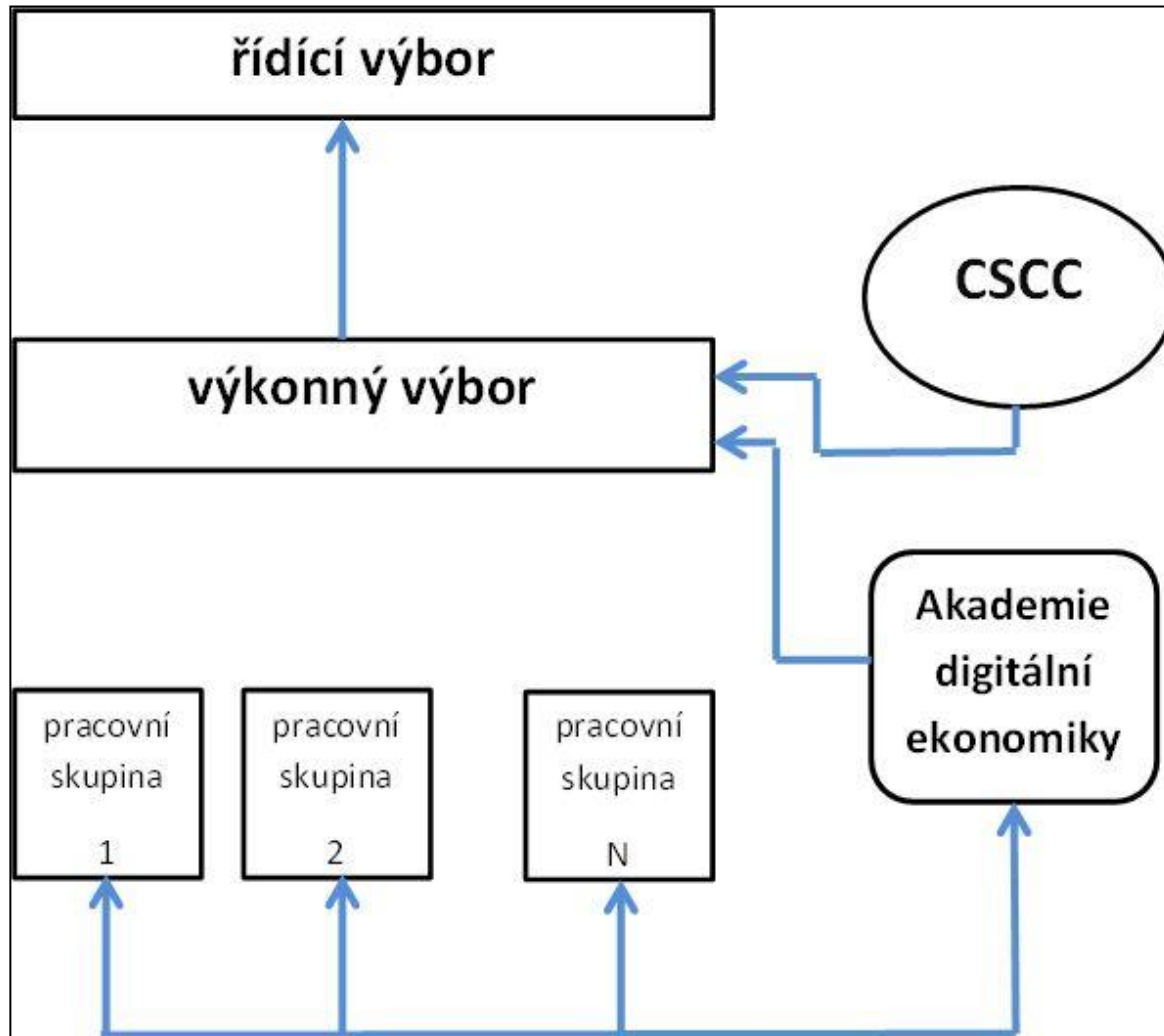 řídící výbor
CSCC
výkonný výbor
Akademie
digitální
ekonomiky
pracovní
skupina
1
pracovní
skupina
2
pracovní
skupina
N